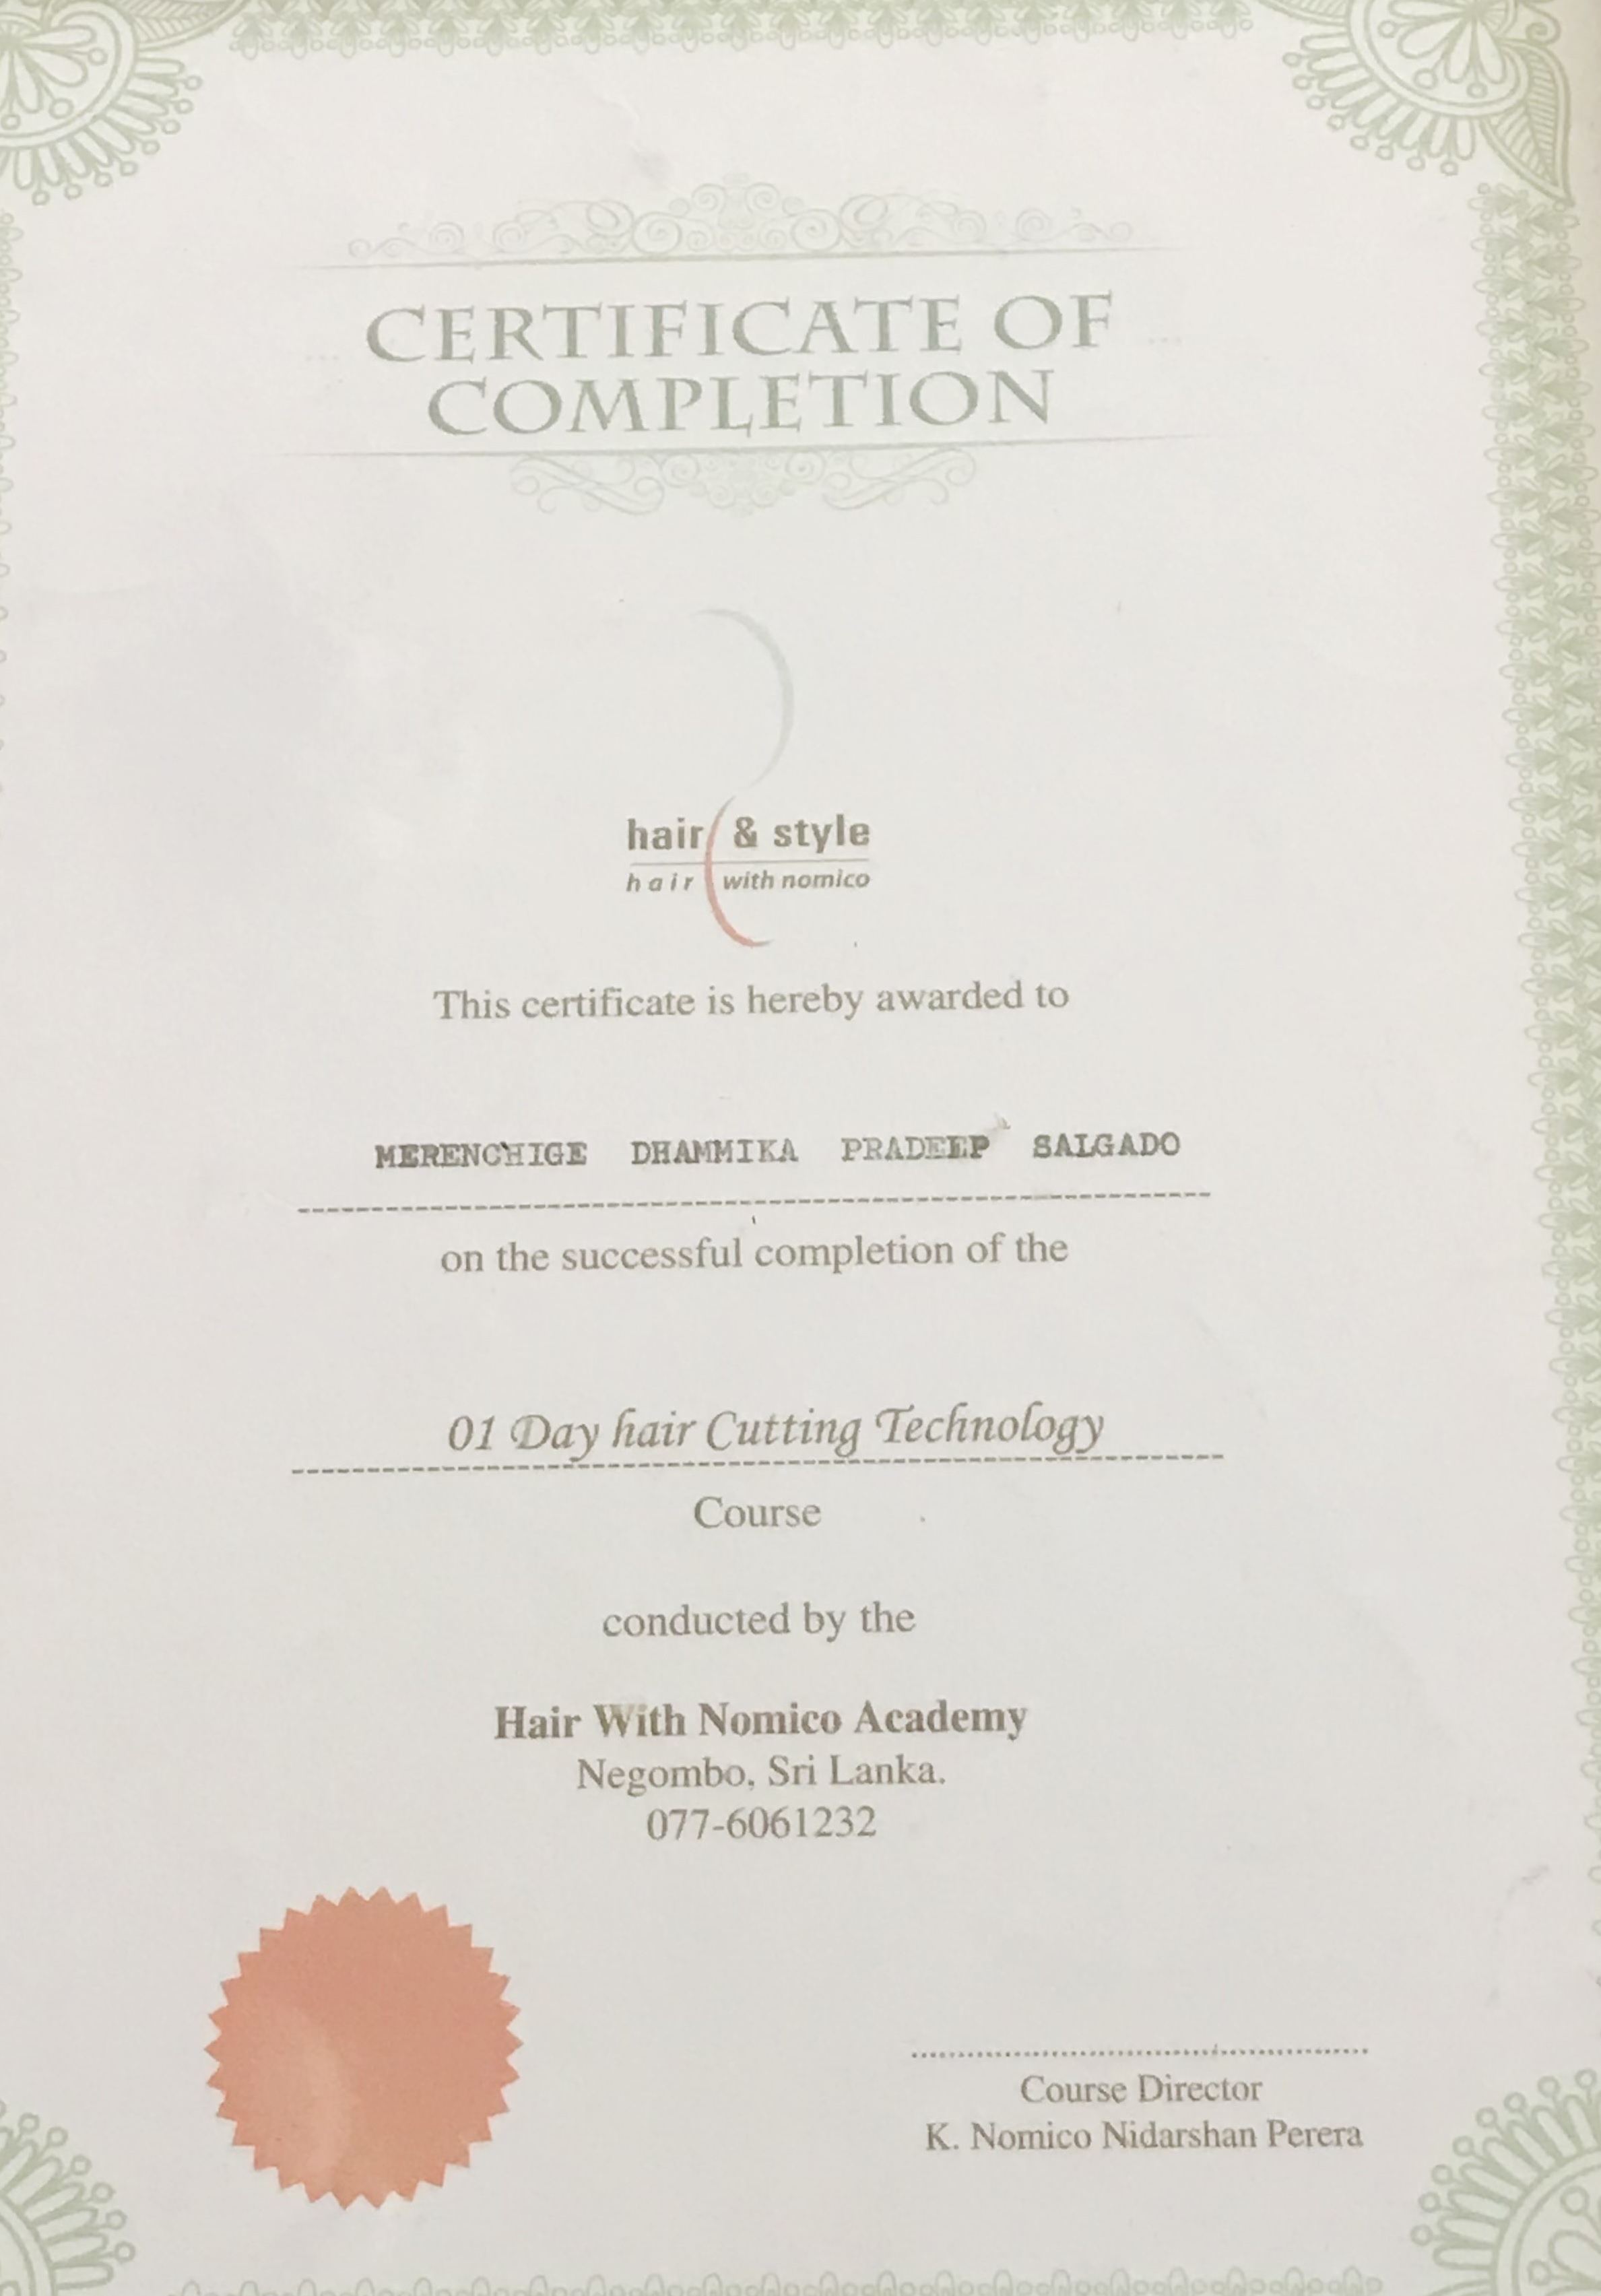 CERTIFICATE OF
COMPLETION
hair & style
hair with nomico
This certificate is hereby awarded to
MERENCHIGE DHAMMIKA PRADEEP SALGADO
on the successful completion of the
01 Day hair Cutting Technology
Course
conducted by the
Hair With Nomico Academy
Negombo, Sri Lanka.
077-6061232
Course Director
K. Nomico Nidarshan Perera